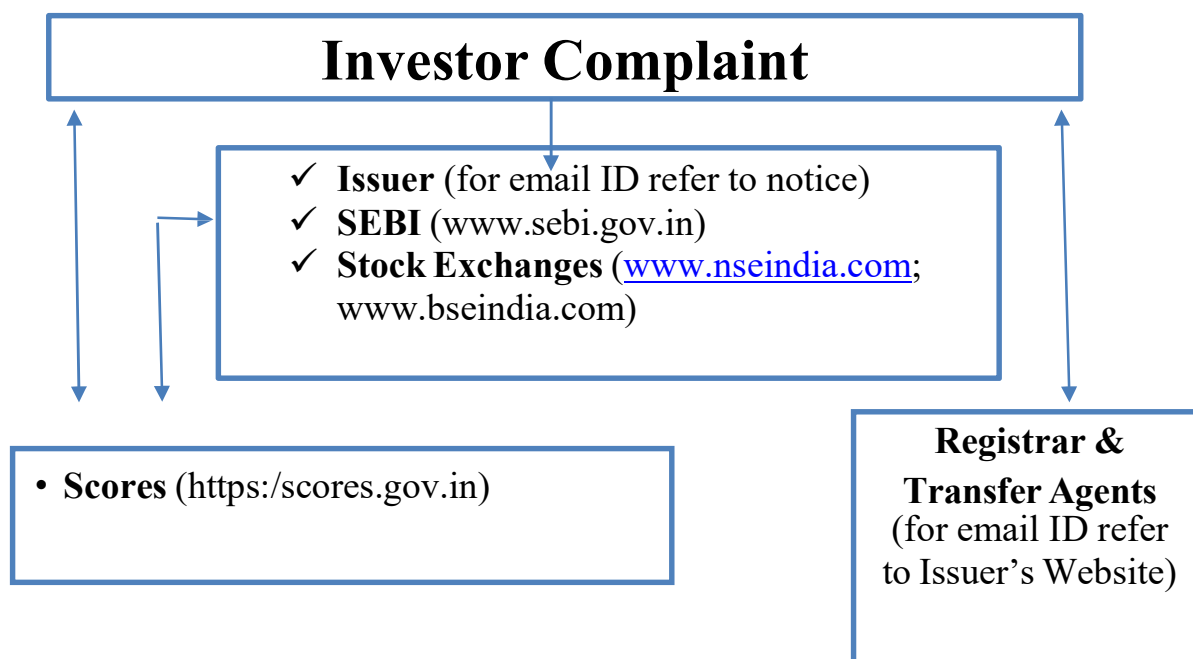 Investor Complaint
✓ Issuer (for email ID refer to notice)
✓ SEBI (www.sebi.gov.in)
✓ Stock Exchanges (www.nseindia.com;
www.bseindia.com)
• Scores (https:/scores.gov.in)
Registrar &
Transfer Agents
(for email ID refer
to Issuer’s Website)